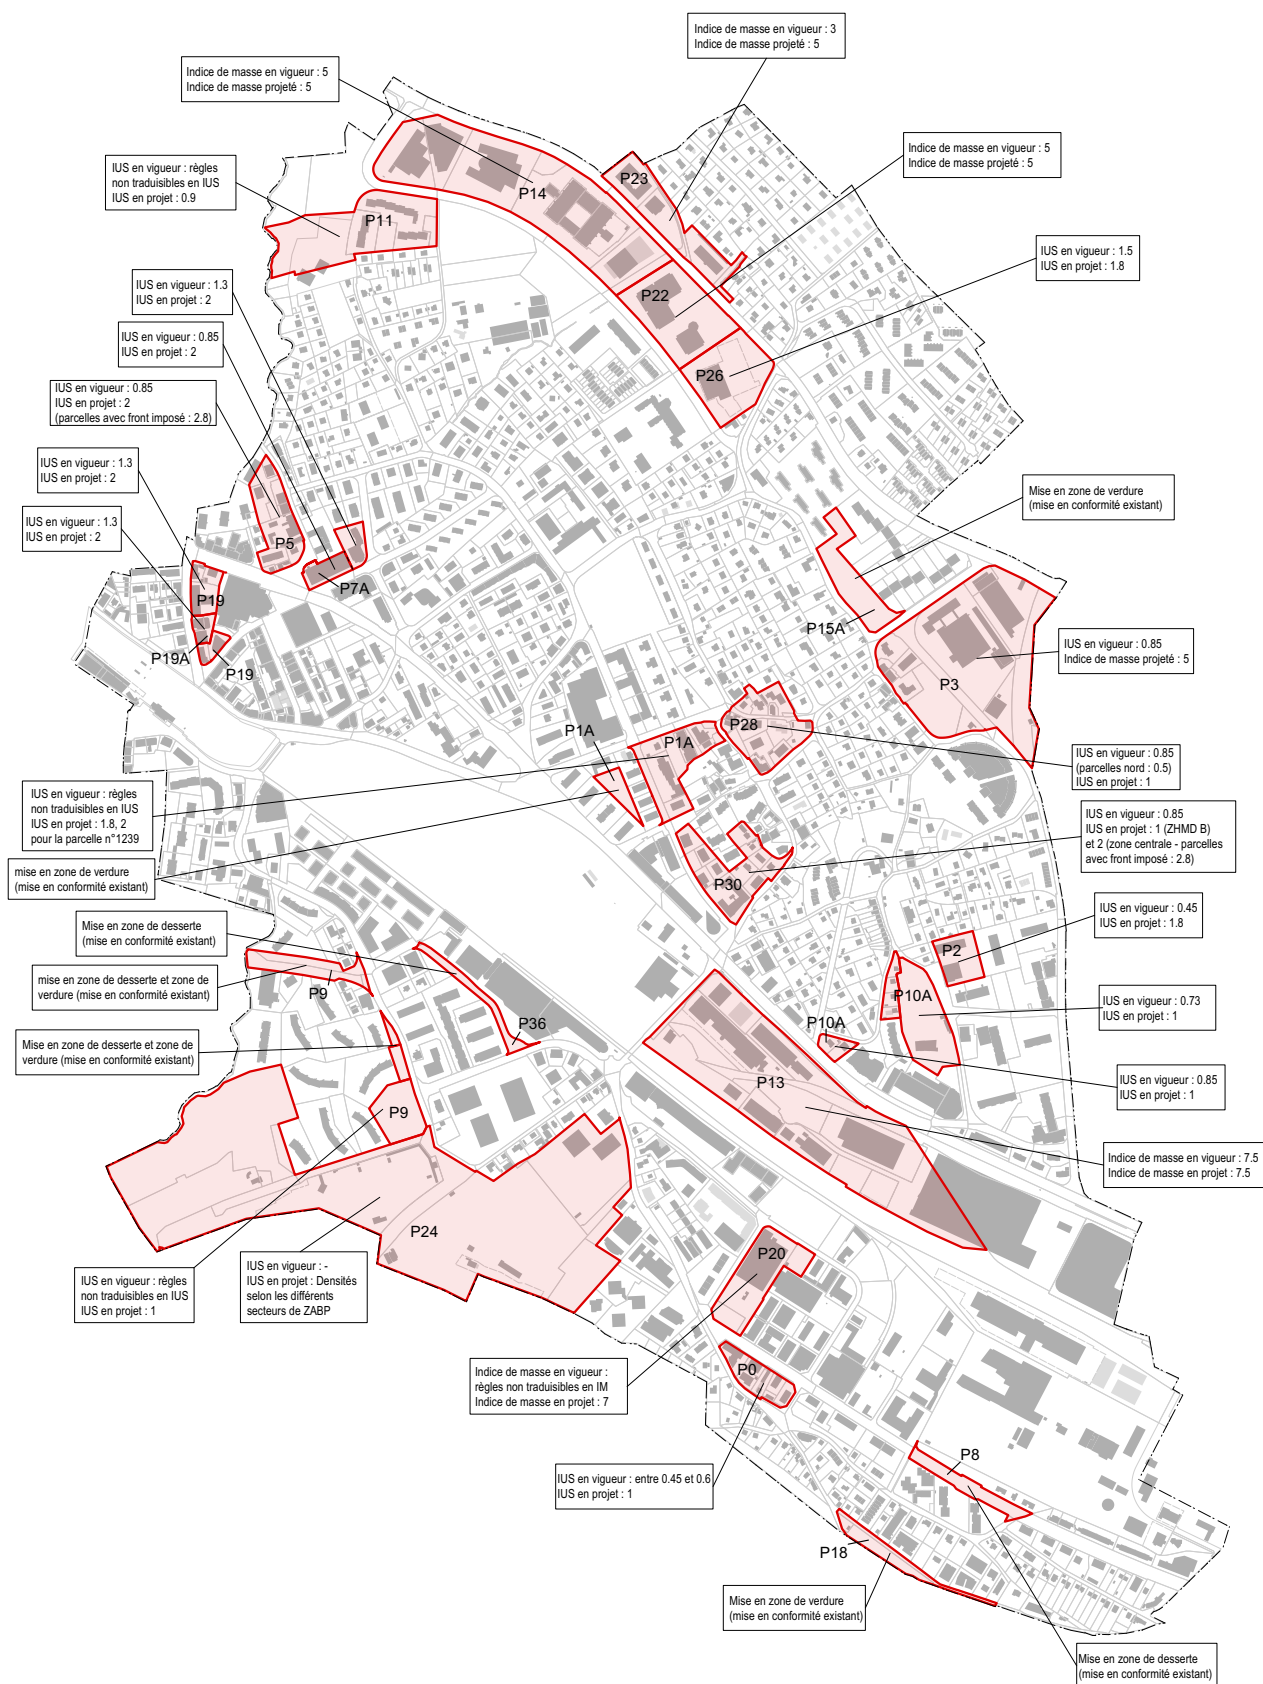 Indice de masse en vigueur : 3
Indice de masse projeté : 5
Indice de masse en vigueur : 5
Indice de masse projeté : 5
Indice de masse en vigueur : 5
Indice de masse projeté : 5
IUS en vigueur : règles
non traduisibles en IUS
IUS en projet : 0.9
P23
P14
P11
IUS en vigueur : 1.5
IUS en projet : 1.8
IUS en vigueur : 1.3
IUS en projet : 2
P22
IUS en vigueur : 0.85
IUS en projet : 2
P26
IUS en vigueur : 0.85
IUS en projet : 2
(parcelles avec front imposé : 2.8)
IUS en vigueur : 1.3
IUS en projet : 2
Mise en zone de verdure
(mise en conformité existant)
IUS en vigueur : 1.3
IUS en projet : 2
P5
P7A
P19
P15A
P19A
P19
IUS en vigueur : 0.85
Indice de masse projeté : 5
P3
P28
P1A
P1A
IUS en vigueur : 0.85
(parcelles nord : 0.5)
IUS en projet : 1
IUS en vigueur : règles
non traduisibles en IUS
IUS en projet : 1.8, 2
pour la parcelle n°1239
IUS en vigueur : 0.85
IUS en projet : 1 (ZHMD B)
et 2 (zone centrale - parcelles
avec front imposé : 2.8)
mise en zone de verdure
(mise en conformité existant)
P30
IUS en vigueur : 0.45
IUS en projet : 1.8
Mise en zone de desserte
(mise en conformité existant)
P2
mise en zone de desserte et zone de
verdure (mise en conformité existant)
P9
P10A
IUS en vigueur : 0.73
IUS en projet : 1
P36
P10A
Mise en zone de desserte et zone de
verdure (mise en conformité existant)
P13
IUS en vigueur : 0.85
IUS en projet : 1
P9
Indice de masse en vigueur : 7.5
Indice de masse en projet : 7.5
P24
P20
IUS en vigueur : règles
non traduisibles en IUS
IUS en projet : 1
IUS en vigueur : -
IUS en projet : Densités
selon les différents
secteurs de ZABP
Indice de masse en vigueur :
règles non traduisibles en IM
Indice de masse en projet : 7
P0
P8
IUS en vigueur : entre 0.45 et 0.6
IUS en projet : 1
P18
Mise en zone de verdure
(mise en conformité existant)
Mise en zone de desserte
(mise en conformité existant)